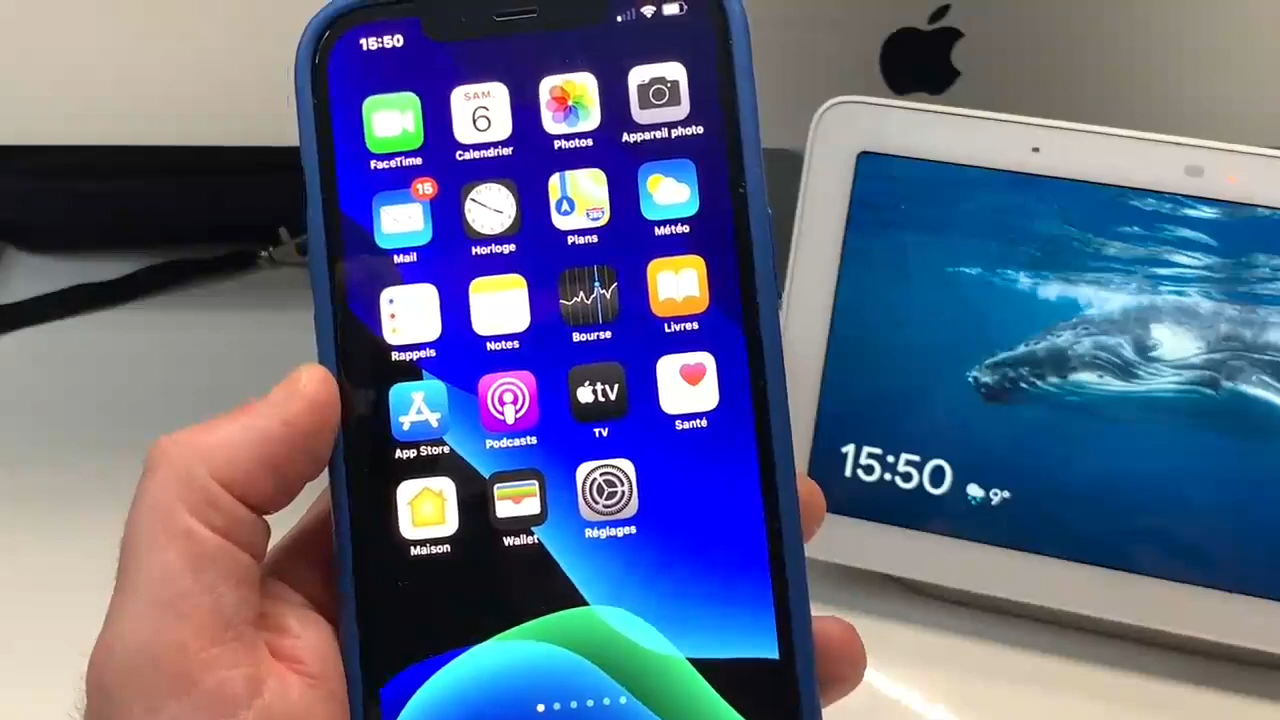 15:50
SAM.
6
FaceTime
Calendrier
Photos
Appareil photo
15
Mail
Horloge
280
Plans
Météo
Rappels
Notes
Bourse
Livres
App Store
Podcasts
tv
TV
Santé
Maison
Wallet
Réglages
15:50
9°